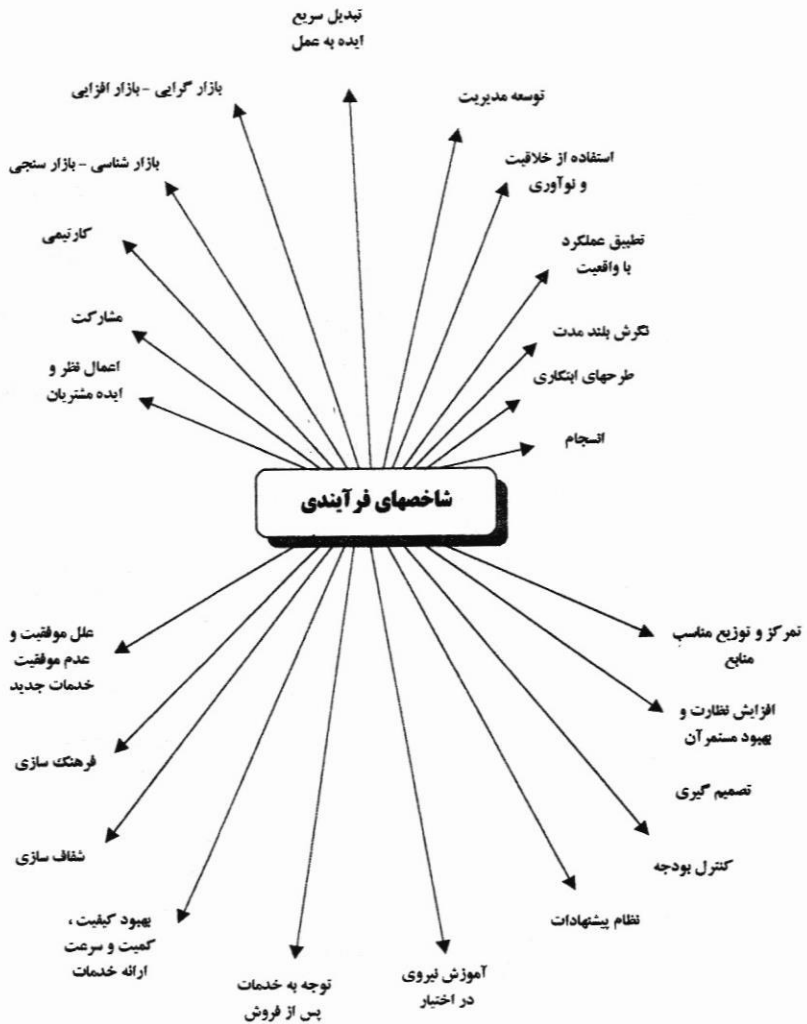 تبدیل سریع
ایده به عمل
توسعه مدیریت
بازار گرایی - بازار افزایی
استفاده از خلاقیت
و نوآوری
بازار شناسی - بازار سنجی
کارتیمی
تطبیق عملکرد
با واقعیت
مشارکت
نگرش بلند مدت
اعمال نظر و
ایده مشتریان
طرحهای ابتکاری
انسجام
شاخصهای فرآیندی
تمرکز و توزیع مناسب
منابع
علل موفقیت و
عدم موفقیت
خدمات جدید
افزایش نظارت و
بهبود مستمرآن
فرهنگ سازی
تصمیم گیری
شفاف سازی
کنترل بودجه
نظام پیشنهادات
بهبود کیفیت ،
کمیت و سرعت
ارائه خدمات
آموزش نیروی
در اختیار
توجه به خدمات
پس از فروش